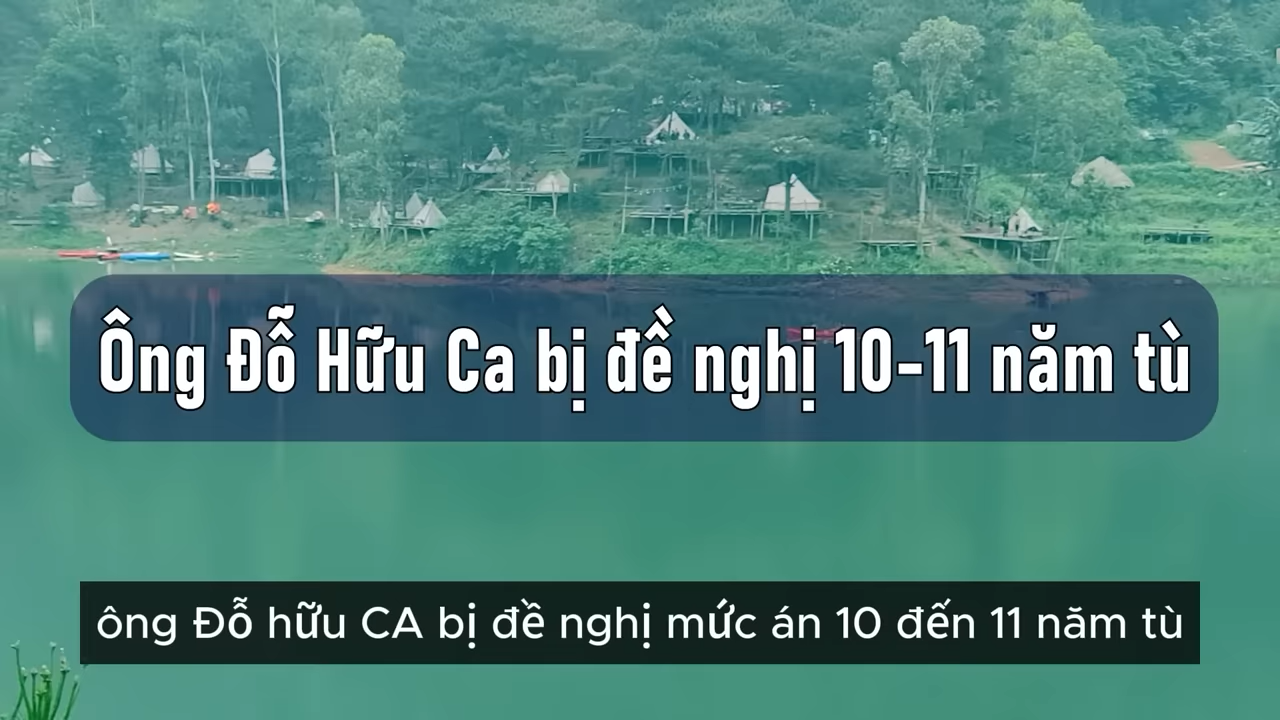 Ông Đỗ Hữu Ca bị đề nghị 10-11 năm tù
ông Đỗ hữu CA bị đề nghị mức án 10 đến 11 năm tù